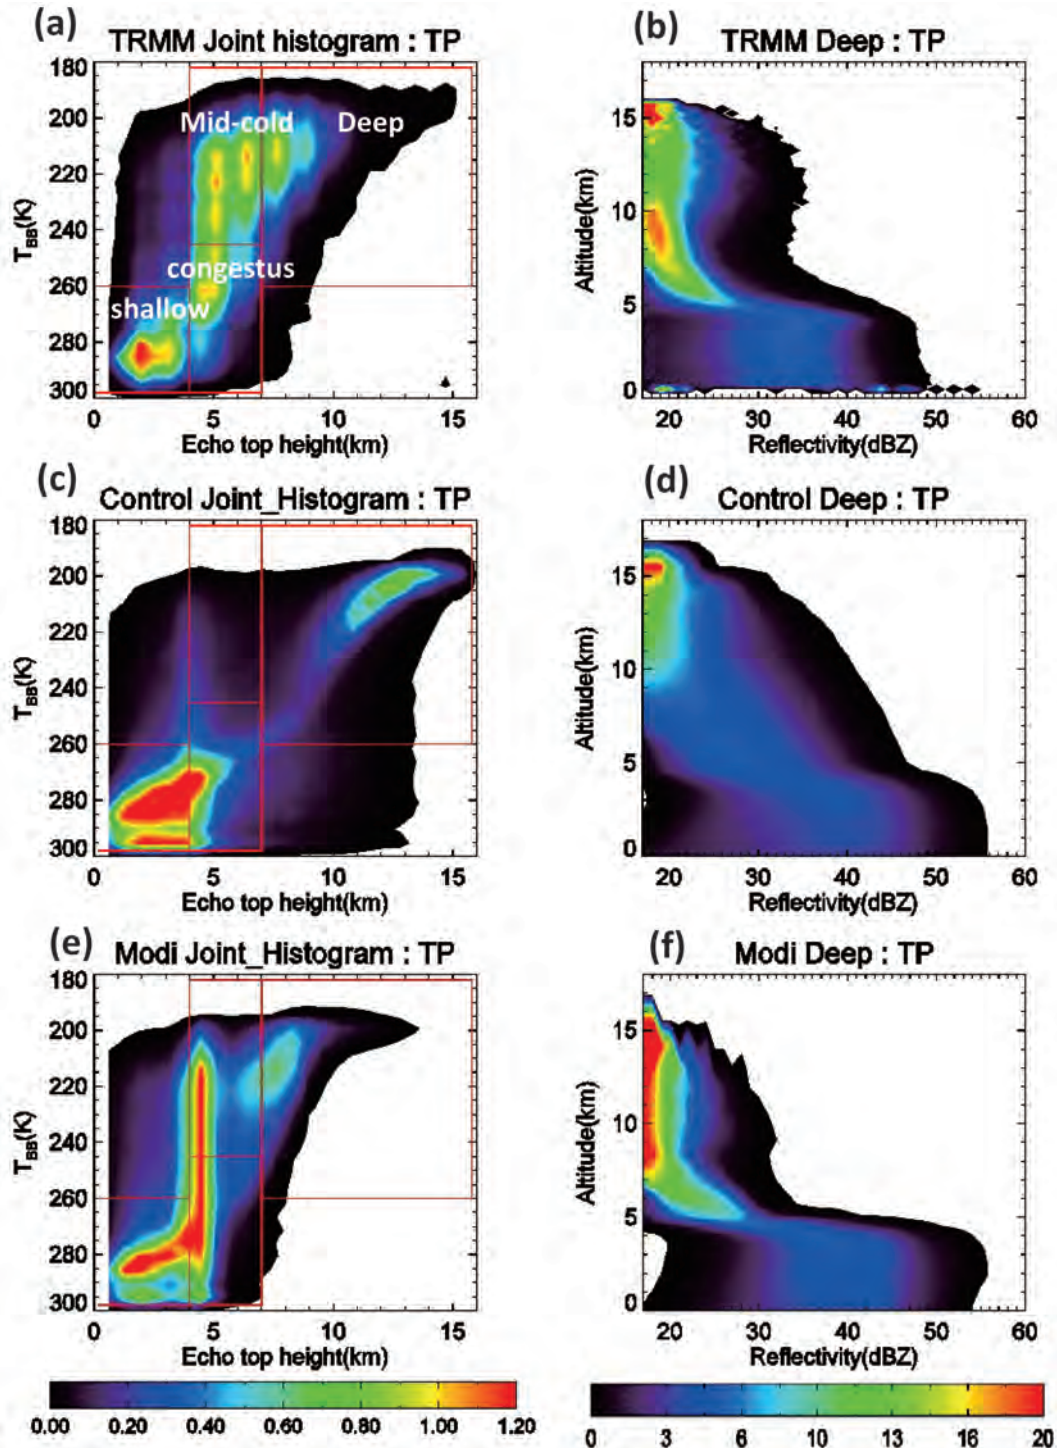 (a)
TRMM Joint histogram : TP
180
200
220
240
260
280
300
T_BB(K)
Mid-cold
Deep
congestus
shallow
0 5 10 15
Echo top height(km)
(b)
TRMM Deep : TP
15
10
5
0
Altitude(km)
20 30 40 50 60
Reflectivity(dBZ)
(c)
Control Joint_Histogram : TP
180
200
220
240
260
280
300
T_BB(K)
0 5 10 15
Echo top height(km)
(d)
Control Deep : TP
15
10
5
0
Altitude(km)
20 30 40 50 60
Reflectivity(dBZ)
(e)
Modi Joint_Histogram : TP
180
200
220
240
260
280
300
T_BB(K)
0 5 10 15
Echo top height(km)
(f)
Modi Deep : TP
15
10
5
0
Altitude(km)
20 30 40 50 60
Reflectivity(dBZ)
0.00 0.20 0.40 0.60 0.80 1.00 1.20
0 3 6 10 13 16 20